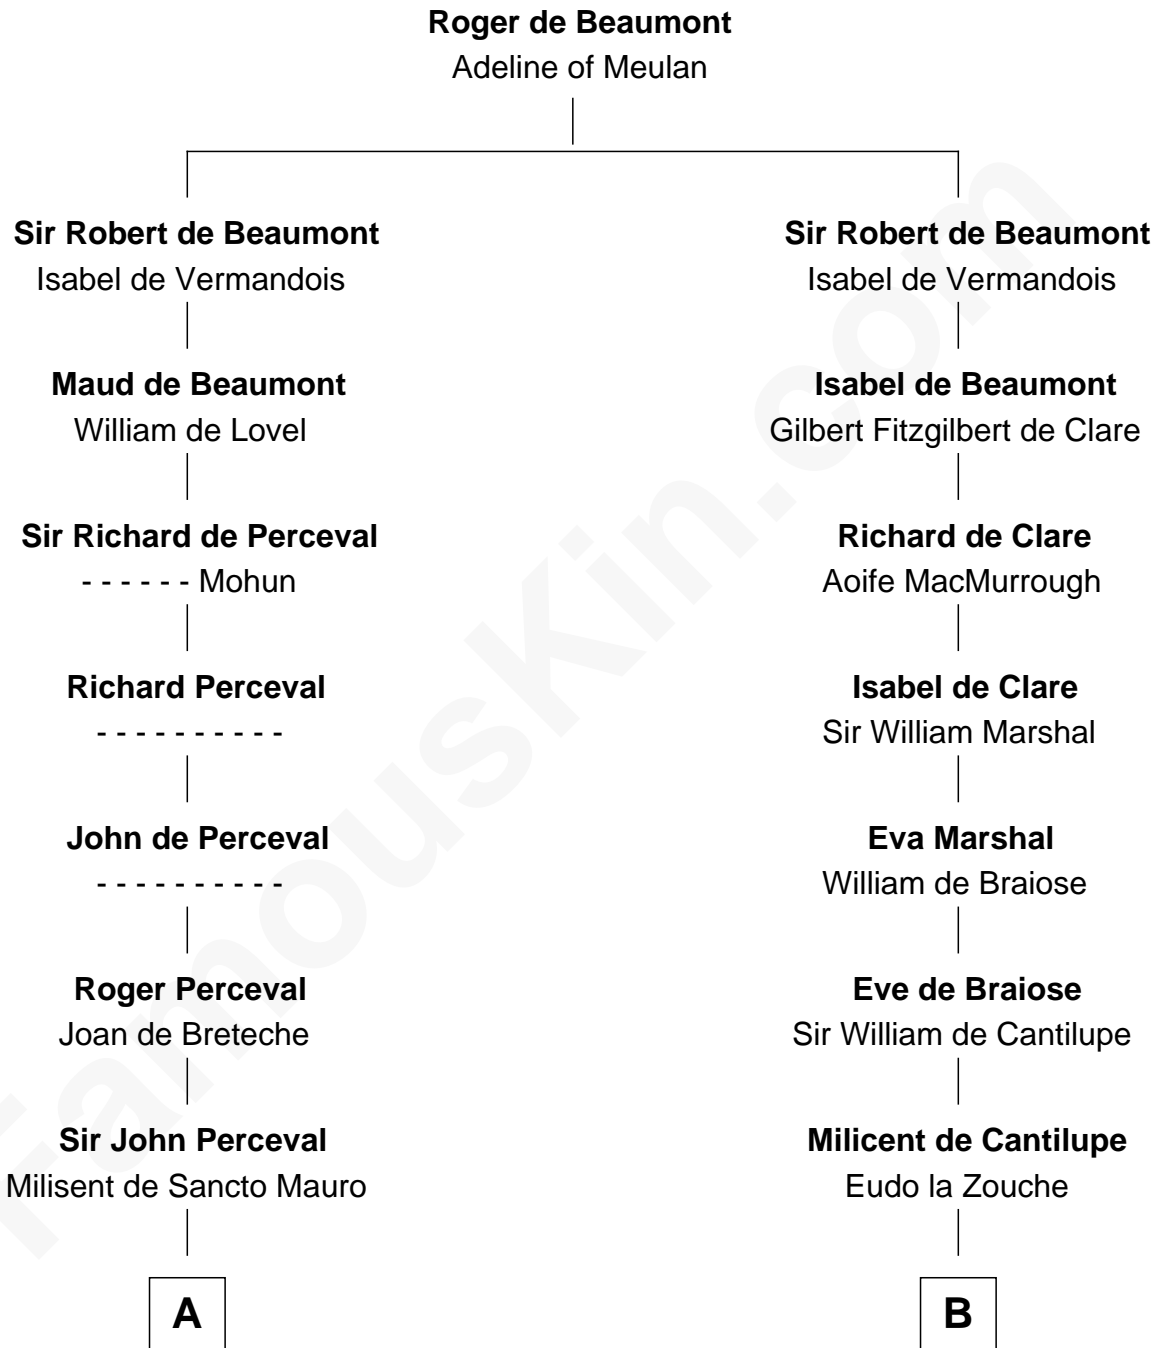 Roger de Beaumont
Adeline of Meulan
Sir Robert de Beaumont
Isabel de Vermandois
Sir Robert de Beaumont
Isabel de Vermandois
Maud de Beaumont
William de Lovel
Isabel de Beaumont
Gilbert Fitzgilbert de Clare
Sir Richard de Perceval
- - - - - - Mohun
Richard de Clare
Aoife MacMurrough
Richard Perceval
- - - - - - - - - -
Isabel de Clare
Sir William Marshal
John de Perceval
- - - - - - - - - -
Eva Marshal
William de Braiose
Roger Perceval
Joan de Breteche
Eve de Braiose
Sir William de Cantilupe
Sir John Perceval
Milisent de Sancto Mauro
Milicent de Cantilupe
Eudo la Zouche
A
B
FamousKin.com